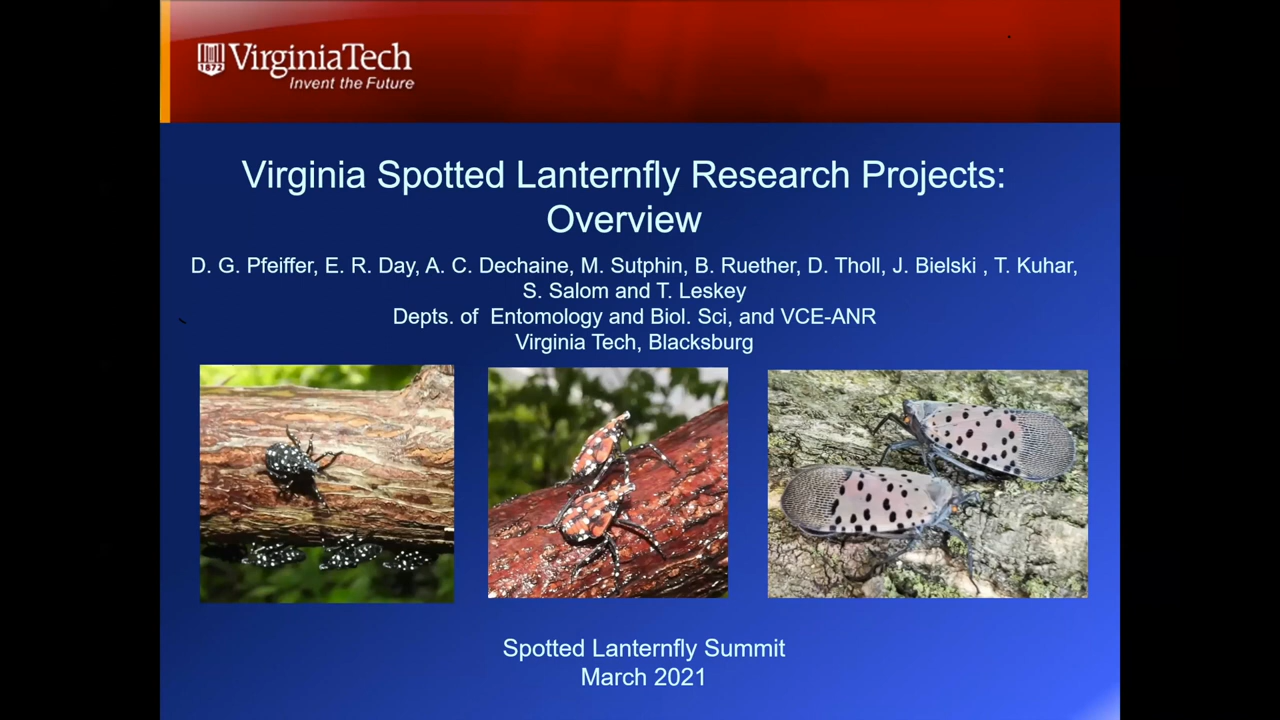 VirginiaTech
1872
Invent the Future
Virginia Spotted Lanternfly Research Projects:
Overview
D. G. Pfeiffer, E. R. Day, A. C. Dechaine, M. Sutphin, B. Ruether, D. Tholl, J. Bielski , T. Kuhar,
S. Salom and T. Leskey
Depts. of Entomology and Biol. Sci, and VCE-ANR
Virginia Tech, Blacksburg
Spotted Lanternfly Summit
March 2021